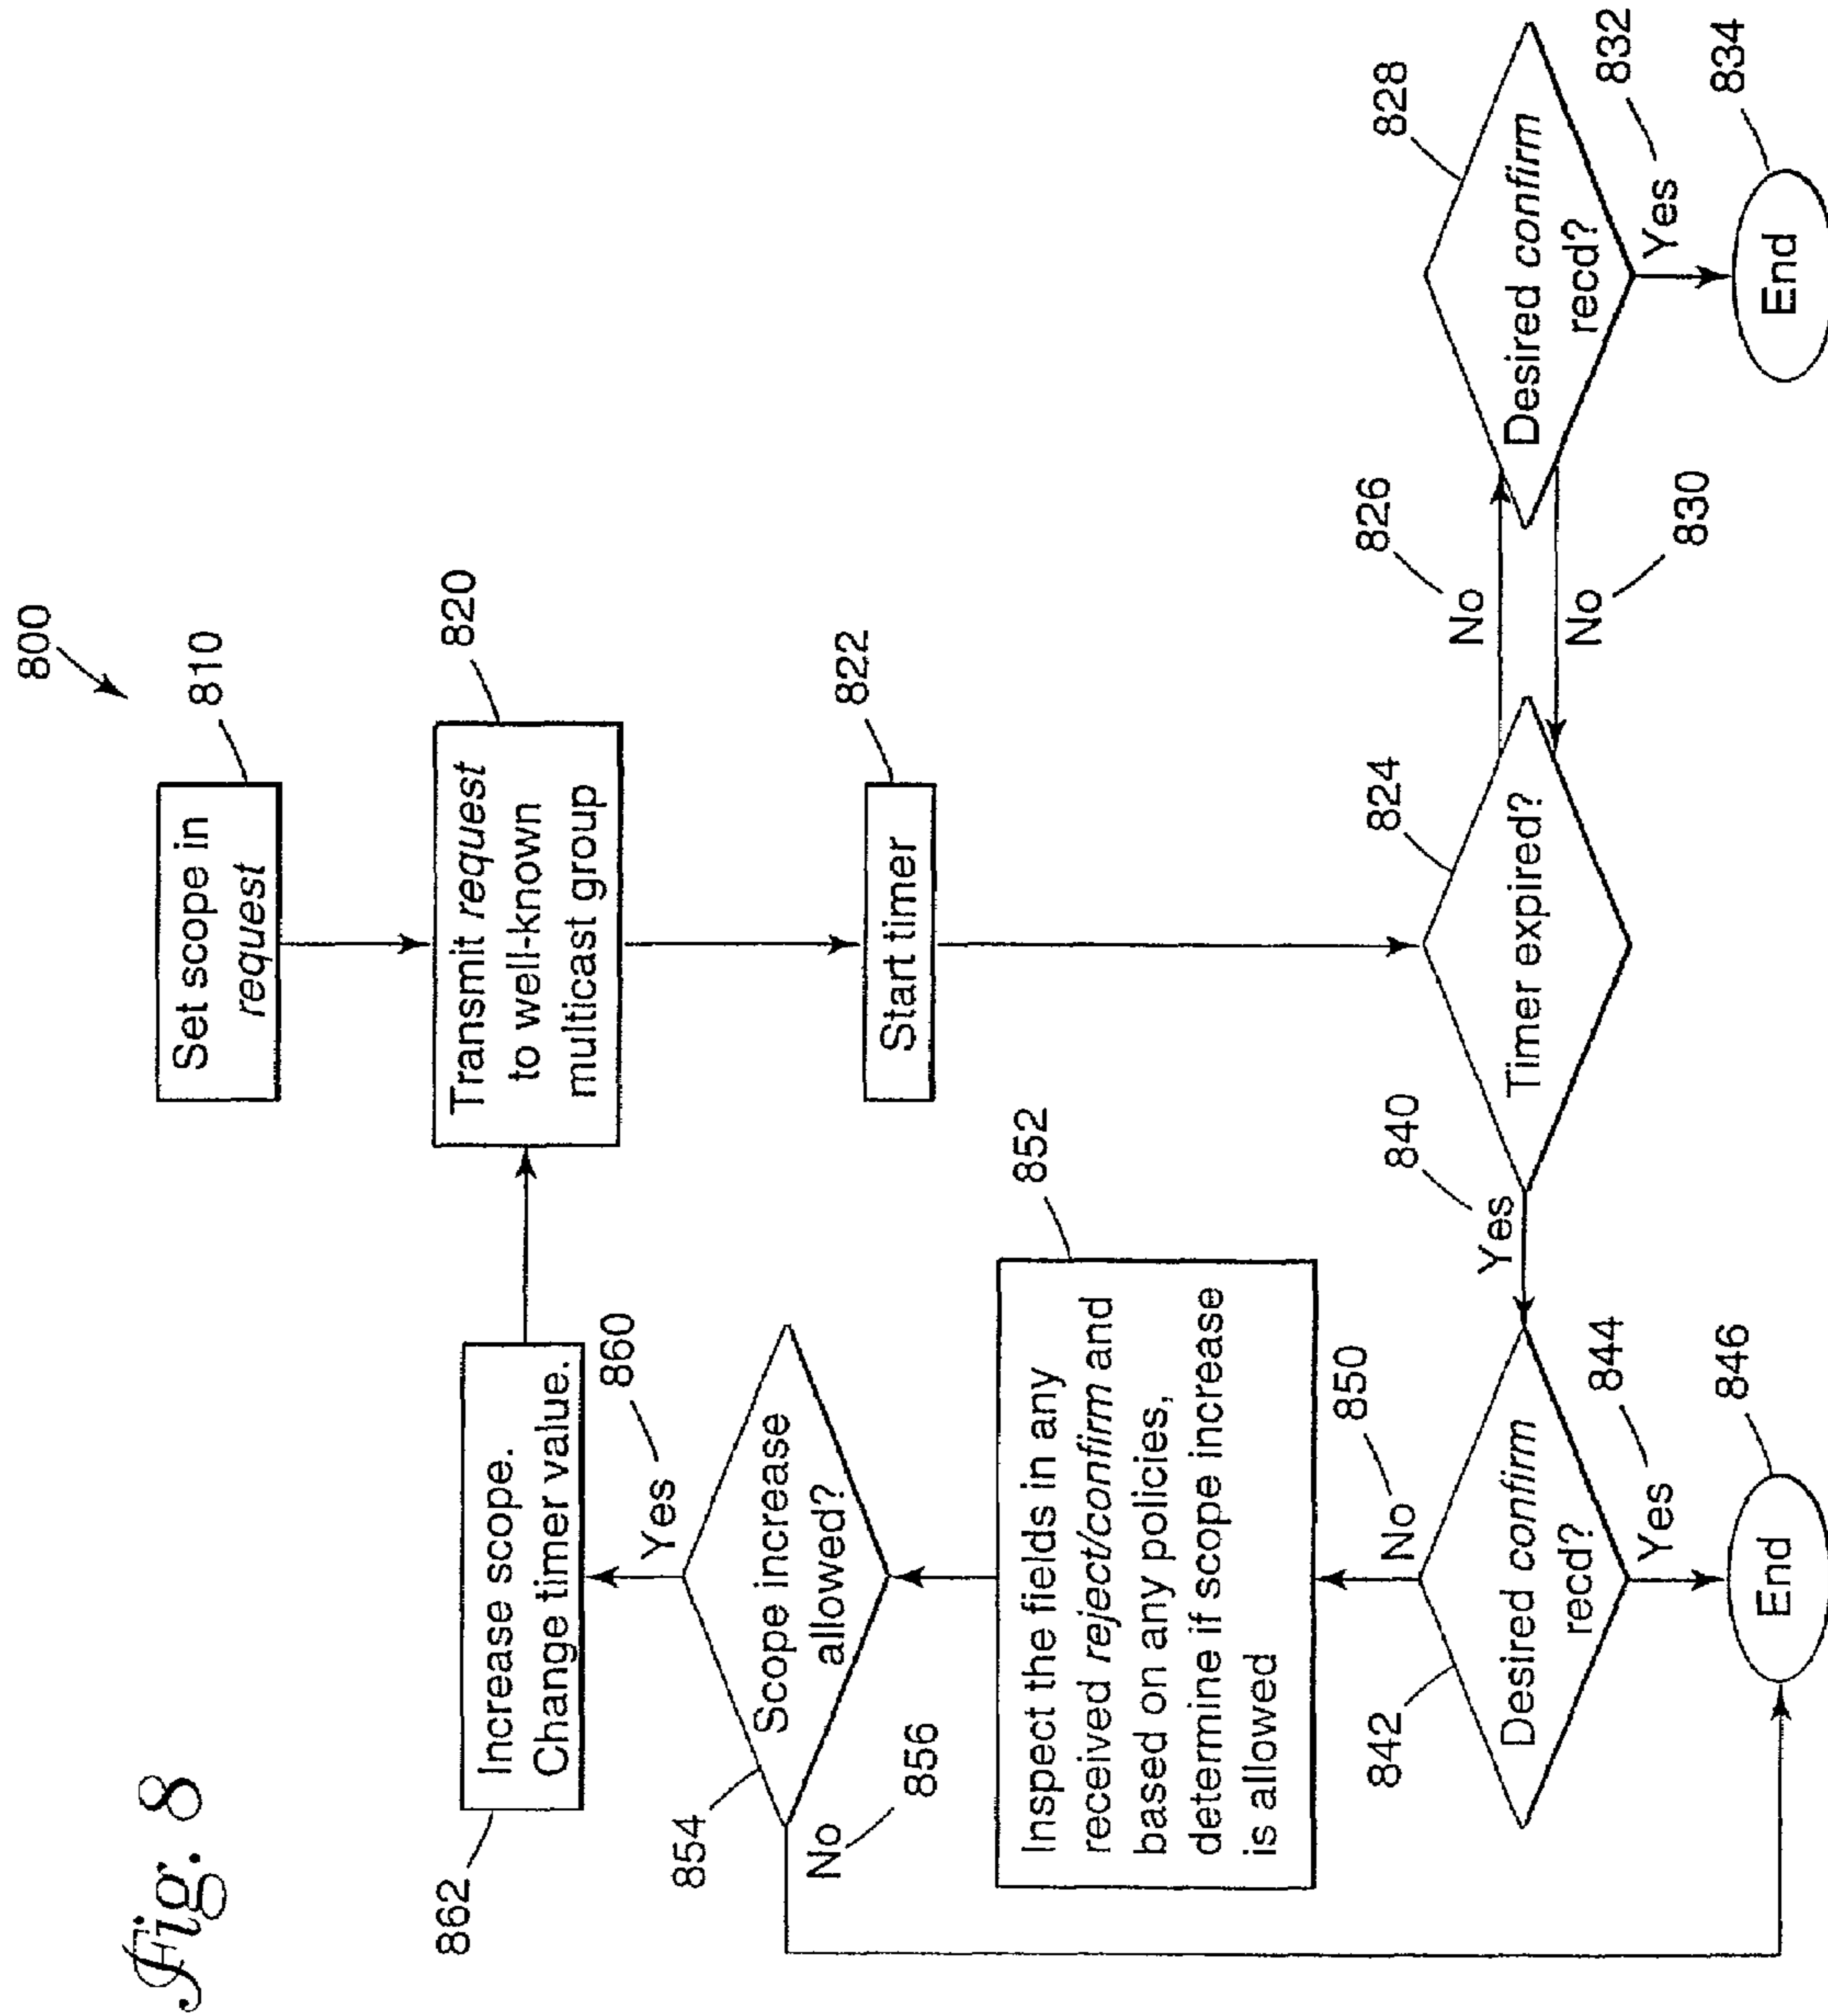 Fig. 8
800
Set scope in
request
810
Transmit request
to well-known
multicast group
820
Start timer
822
Timer expired?
824
No
826
Desired confirm
recd?
828
No
830
Yes
832
End
834
Yes
840
Desired confirm
recd?
842
Yes
844
End
846
No
850
Inspect the fields in any
received reject/confirm and
based on any policies,
determine if scope increase
is allowed
852
Scope increase
allowed?
854
No
856
Yes
860
Increase scope.
Change timer value.
862